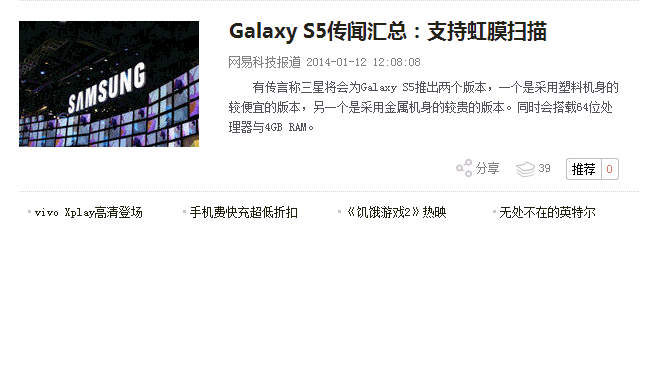 SAMSUNG
Galaxy S5传闻汇总：支持虹膜扫描
网易科技报道 2014-01-12 12:08:08
有传言称三星将会为Galaxy S5推出两个版本，一个是采用塑料机身的
较便宜的版本，另一个是采用金属机身的较贵的版本。同时会搭载64位处
理器与4GB RAM。
分享 39 推荐 0
vivo Xplay高清登场 手机费快充超低折扣 《饥饿游戏2》热映 无处不在的英特尔